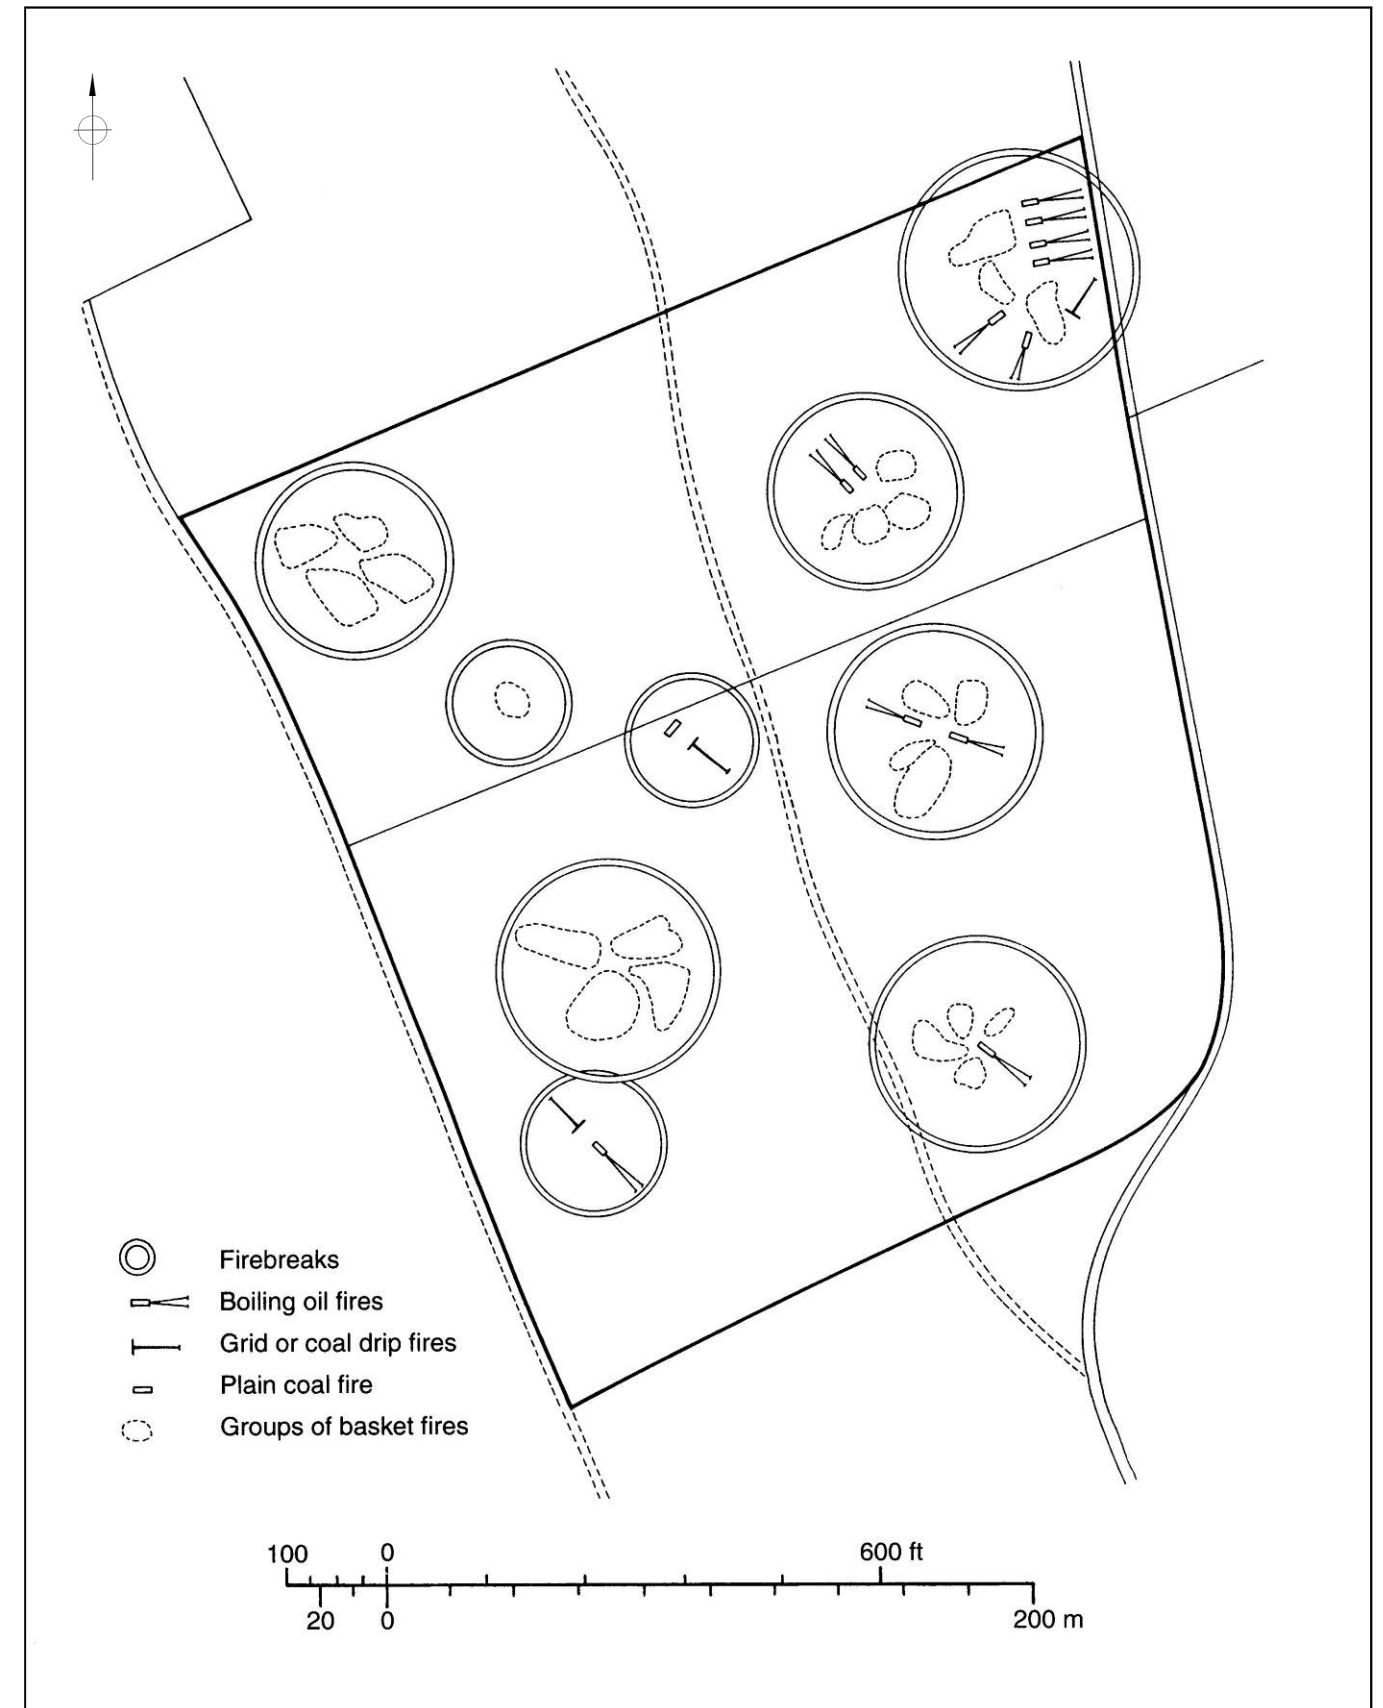 Firebreaks
Boiling oil fires
Grid or coal drip fires
Plain coal fire
Groups of basket fires
100 0 600 ft
20 0 200 m